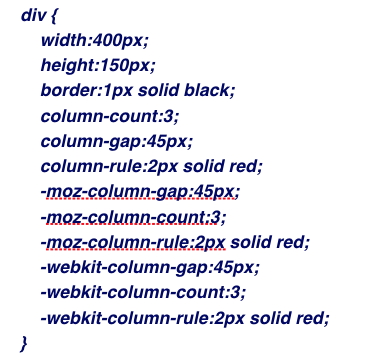 div {
width:400px;
height:150px;
border:1px solid black;
column-count:3;
column-gap:45px;
column-rule:2px solid red;
-moz-column-gap:45px;
-moz-column-count:3;
-moz-column-rule:2px solid red;
-webkit-column-gap:45px;
-webkit-column-count:3;
-webkit-column-rule:2px solid red;
}